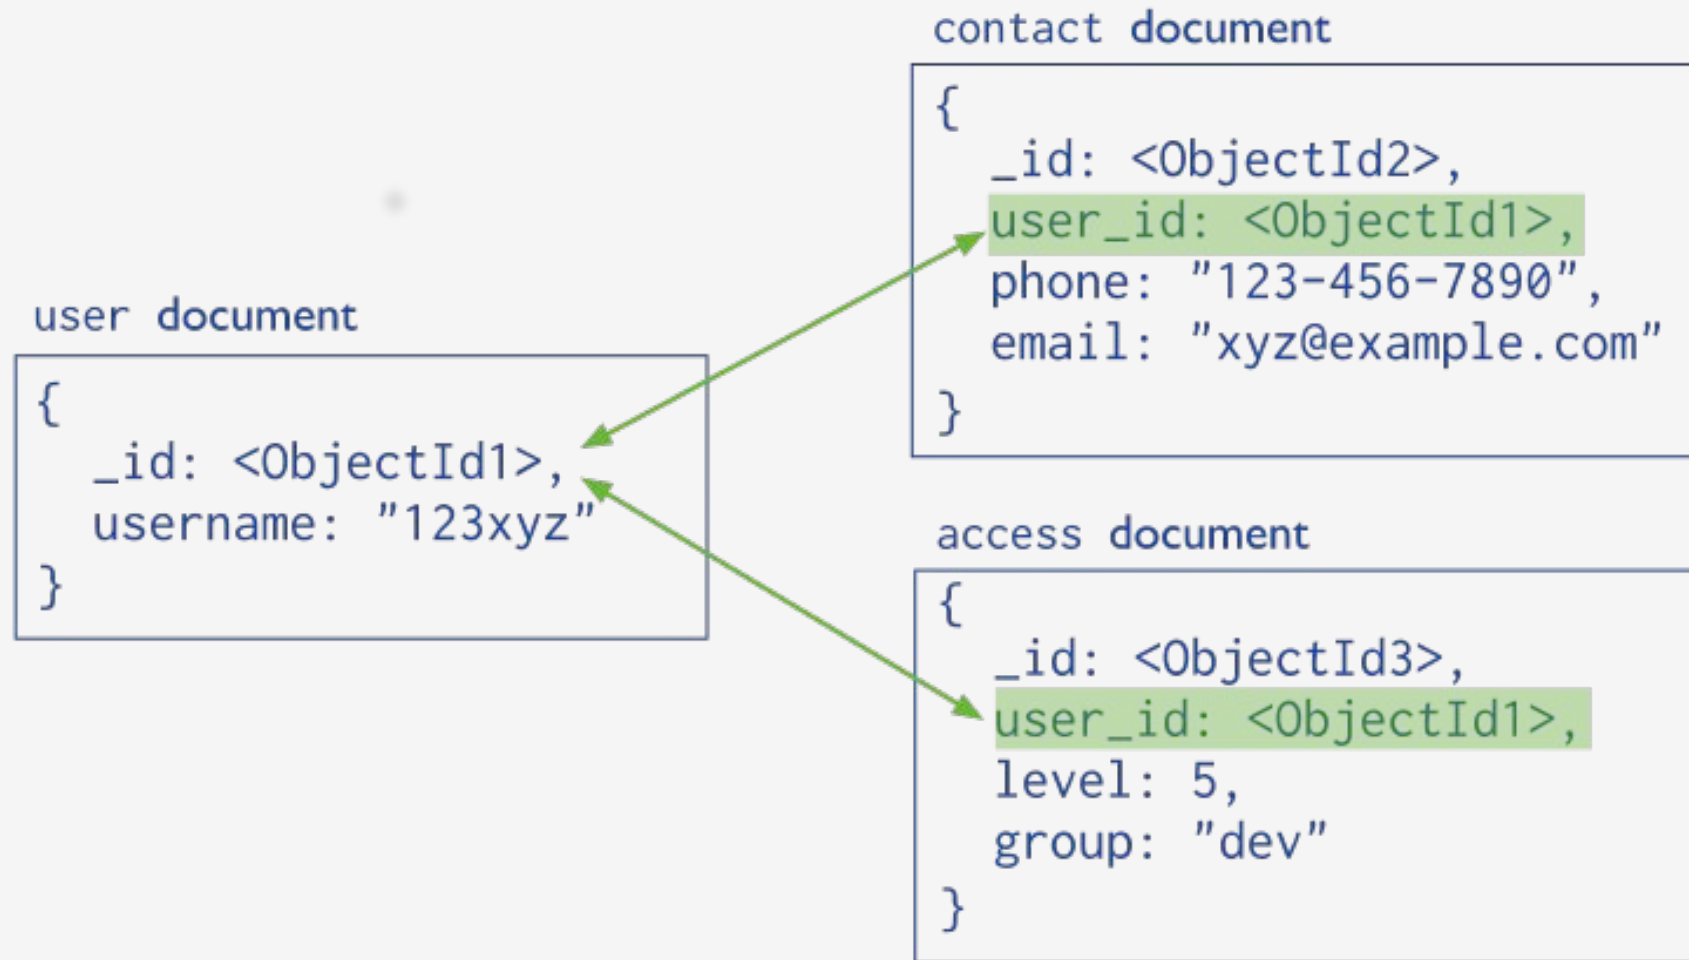 user document
{
_id: <ObjectId1>,
username: "123xyz"
}
contact document
{
_id: <ObjectId2>,
user_id: <ObjectId1>,
phone: "123-456-7890",
email: "xyz@example.com"
}
access document
{
_id: <ObjectId3>,
user_id: <ObjectId1>,
level: 5,
group: "dev"
}